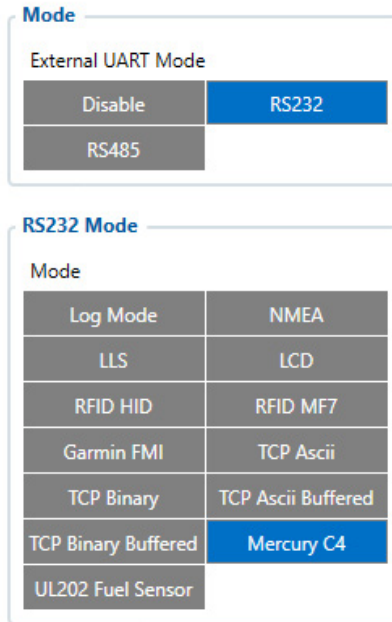 Mode
External UART Mode
Disable RS232
RS485
RS232 Mode
Mode
Log Mode NMEA
LLS LCD
RFID HID RFID MF7
Garmin FMI TCP Ascii
TCP Binary TCP Ascii Buffered
TCP Binary Buffered Mercury C4
UL202 Fuel Sensor